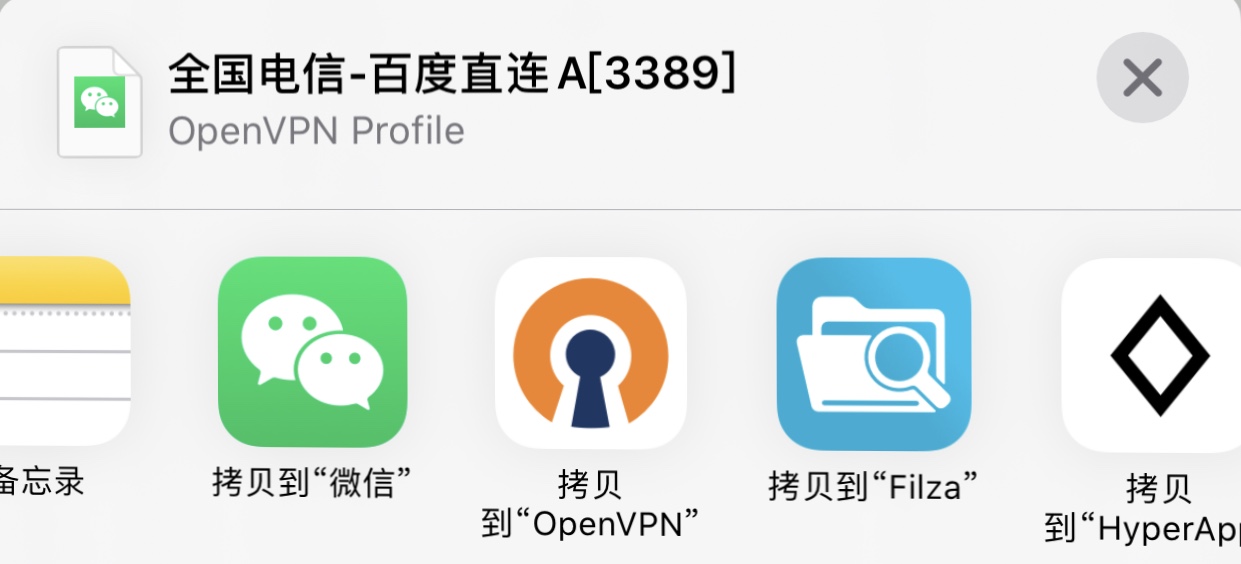 全国电信-百度直连A[3389]
OpenVPN Profile
备忘录
拷贝到“微信”
拷贝
到“OpenVPN”
拷贝到“Filza”
拷贝
到“HyperApp